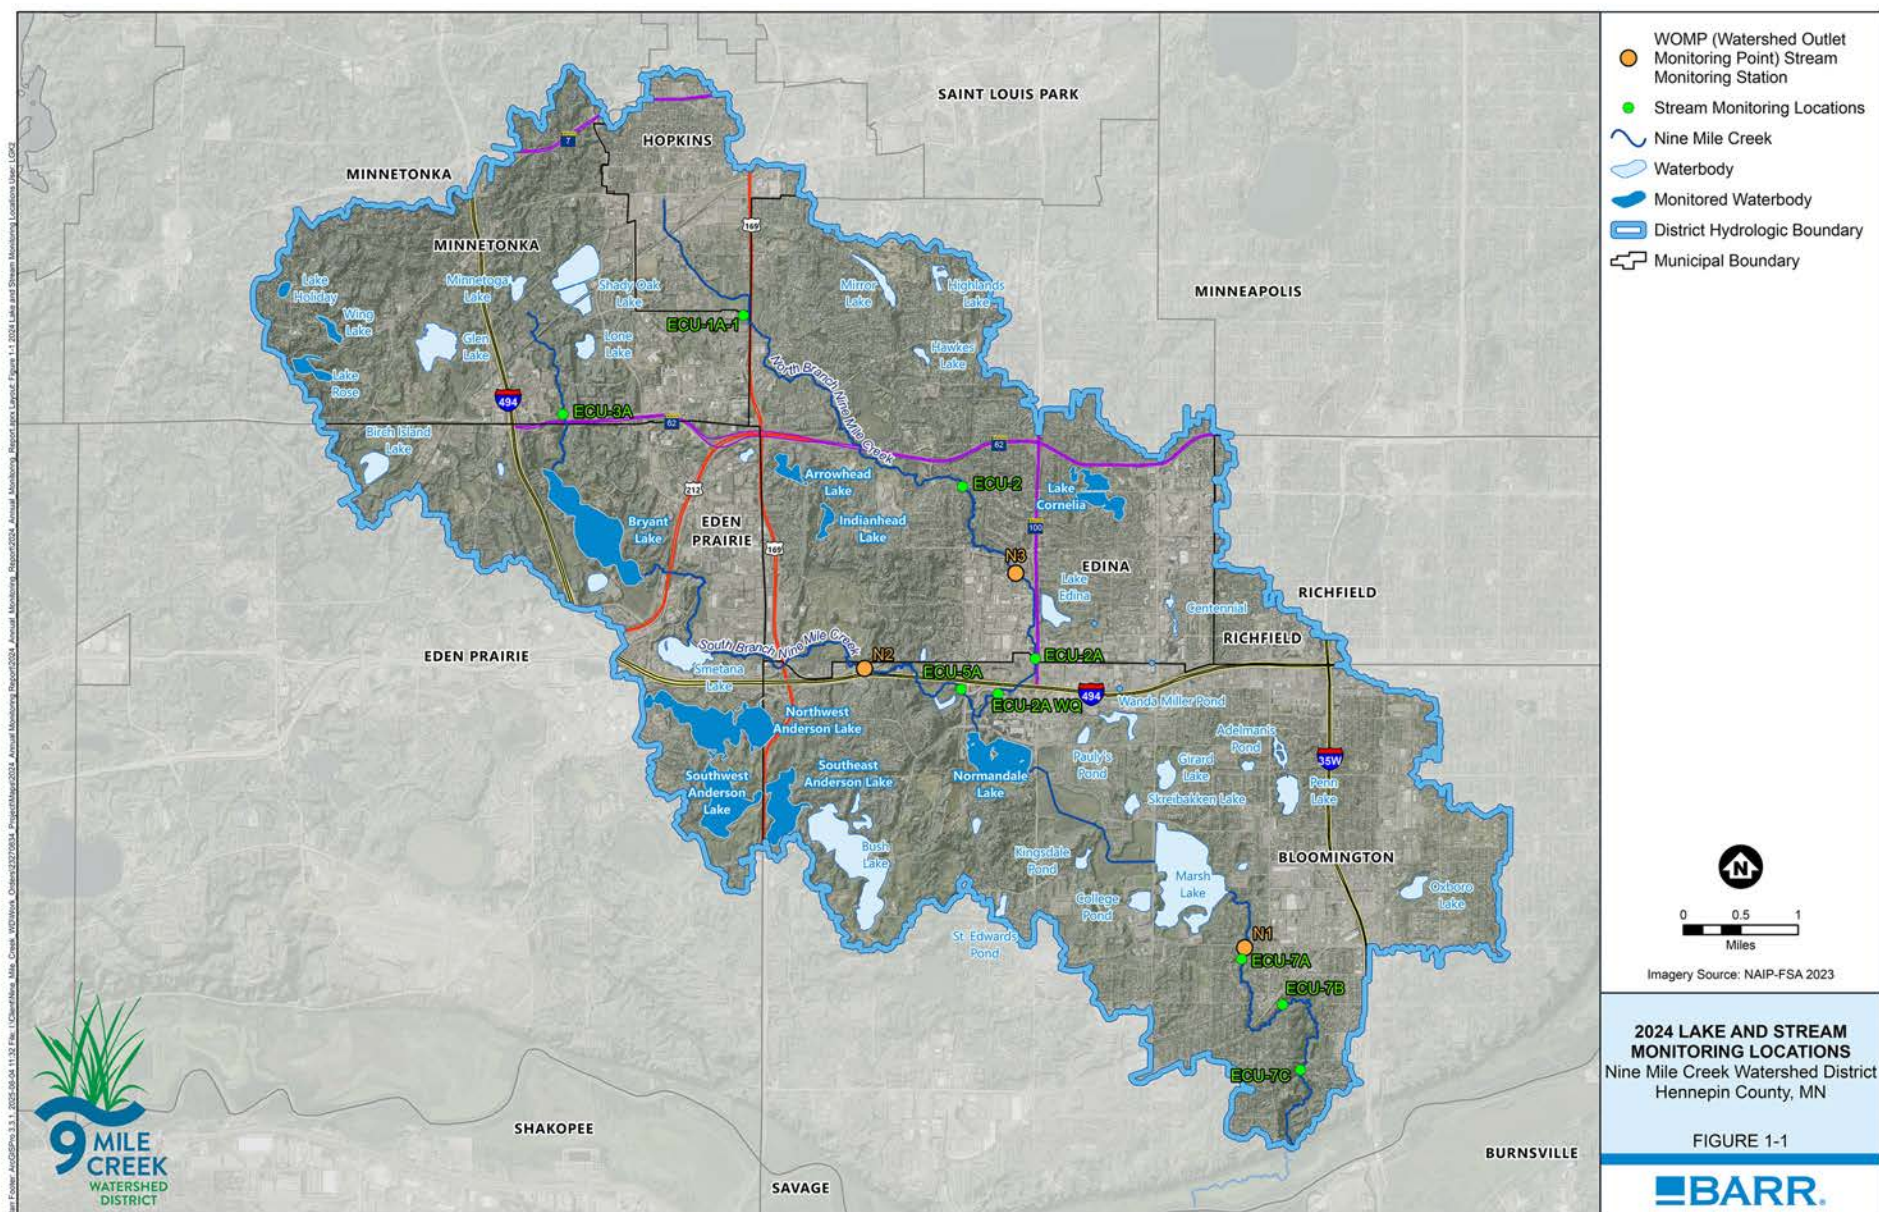 WOMP (Watershed Outlet
Monitoring Point) Stream
Monitoring Station
Stream Monitoring Locations
Nine Mile Creek
Waterbody
Monitored Waterbody
District Hydrologic Boundary
Municipal Boundary
SAINT LOUIS PARK
HOPKINS
7
MINNETONKA
169
MINNETONKA
Lake
Holiday
Minnetoga
Lake
Shady Oak
Lake
Mirror
Lake
Highlands
Lake
MINNEAPOLIS
Wing
Lake
Glen
Lake
Lone
Lake
ECU-1A-1
Hawkes
Lake
Lake
Rose
North Branch Nine Mile Creek
494
ECU-3A
62
62
Birch Island
Lake
Arrowhead
Lake
ECU-2
Lake
Cornelia
212
Bryant
Lake
EDEN
PRAIRIE
Indianhead
Lake
100
169
N3
EDINA
Lake
Edina
RICHFIELD
Centennial
RICHFIELD
EDEN PRAIRIE
South Branch Nine Mile Creek
N2
ECU-2A
Smetana
Lake
ECU-5A
ECU-2A WQ
494
Wanda Miller Pond
Northwest
Anderson Lake
Adelman's
Pond
Pauly's
Pond
Girard
Lake
35W
Southwest
Anderson
Lake
Southeast
Anderson Lake
Normandale
Lake
Skreibakken Lake
Penn
Lake
Bush
Lake
Kingsdale
Pond
BLOOMINGTON
Marsh
Lake
Oxboro
Lake
College
Pond
St. Edwards
Pond
N1
ECU-7A
ECU-7B
ECU-7C
SHAKOPEE
SAVAGE
BURNSVILLE
9 MILE
CREEK
WATERSHED
DISTRICT
N
0 0.5 1
Miles
Imagery Source: NAIP-FSA 2023
2024 LAKE AND STREAM
MONITORING LOCATIONS
Nine Mile Creek Watershed District
Hennepin County, MN
FIGURE 1-1
BARR.